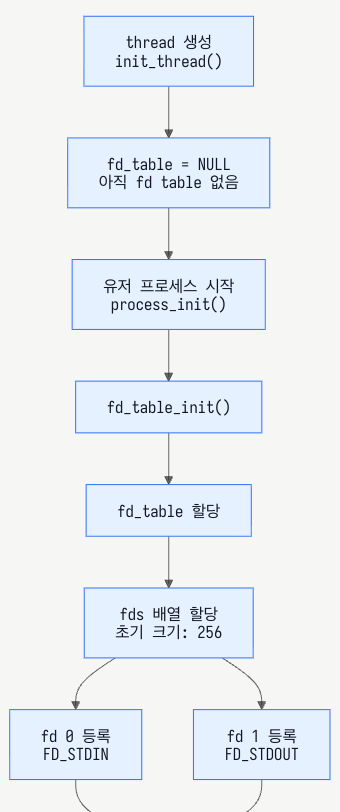 thread 생성
init_thread()
fd_table = NULL
아직 fd table 없음
유저 프로세스 시작
process_init()
fd_table_init()
fd_table 할당
fds 배열 할당
초기 크기: 256
fd 0 등록
FD_STDIN
fd 1 등록
FD_STDOUT